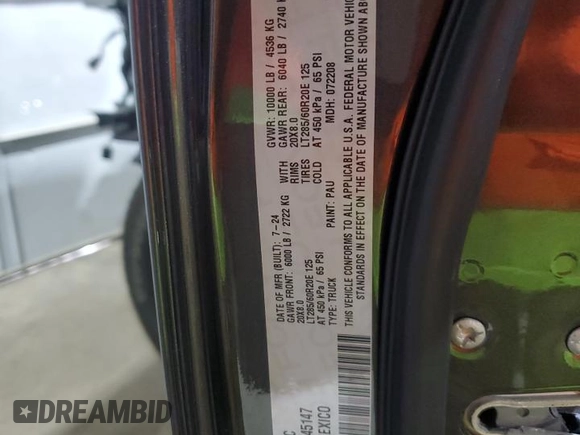 DATE OF MFR (BUILT): 7-24 GVWR: 10000 LB / 4536 KG
GAWR FRONT: 6000 LB / 2722 KG WITH GAWR REAR: 6040 LB / 2740
20X8.0 RIMS 20X8.0
LT285/60R20E 125 TIRES LT285/60R20E 125
AT 450 kPa / 65 PSI COLD AT 450 kPa / 65 PSI
TYPE: TRUCK PAINT: PAU MDH: 072208
THIS VEHICLE CONFORMS TO ALL APPLICABLE U.S.A. FEDERAL MOTOR VEHIC
STANDARDS IN EFFECT ON THE DATE OF MANUFACTURE SHOWN ABO
45147
EXICO
DREAMBID